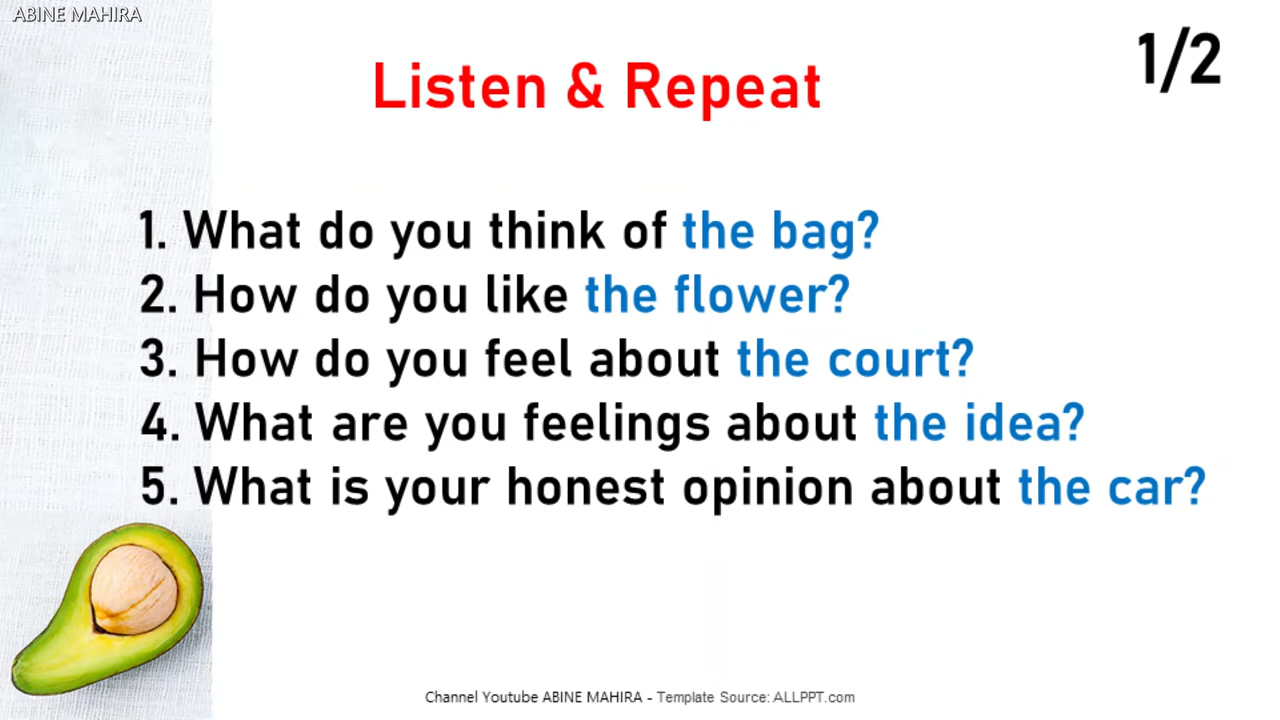 ABINE MAHIRA
1/2
Listen & Repeat
1. What do you think of the bag?
2. How do you like the flower?
3. How do you feel about the court?
4. What are you feelings about the idea?
5. What is your honest opinion about the car?
Channel Youtube ABINE MAHIRA - Template Source: ALLPPT.com